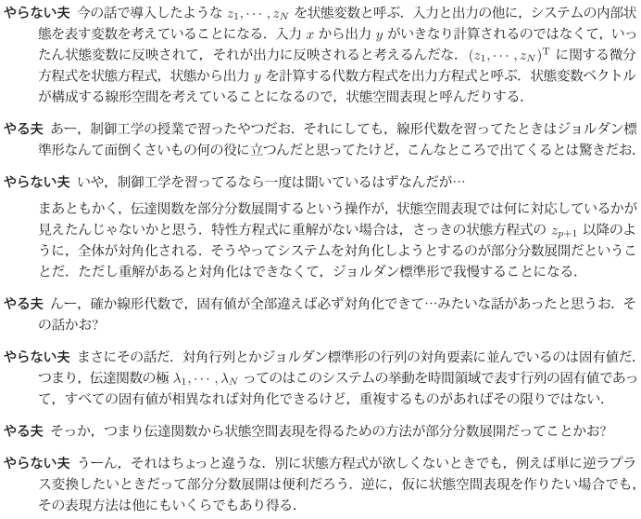 やらない夫 今の話で導入したような z₁, ⋯ , z_N を状態変数と呼ぶ．入力と出力の他に，システムの内部状
態を表す変数を考えていることになる．入力 x から出力 y がいきなり計算されるのではなくて，いっ
たん状態変数に反映されて，それが出力に反映されると考えるんだな．(z₁, ⋯ , z_N)ᵀ に関する微分
方程式を状態方程式，状態から出力 y を計算する代数方程式を出力方程式と呼ぶ．状態変数ベクトル
が構成する線形空間を考えていることになるので，状態空間表現と呼んだりする．
やる夫 あー，制御工学の授業で習ったやつだお．それにしても，線形代数を習ってたときはジョルダン標
準形なんて面倒くさいもの何の役に立つんだと思ってたけど，こんなところで出てくるとは驚きだお．
やらない夫 いや，制御工学を習ってるなら一度は聞いているはずなんだが…
まあともかく，伝達関数を部分分数展開するという操作が，状態空間表現では何に対応しているかが
見えたんじゃないかと思う．特性方程式に重解がない場合は，さっきの状態方程式の z_{p+1} 以降のよ
うに，全体が対角化される．そうやってシステムを対角化しようとするのが部分分数展開だというこ
とだ．ただし重解があると対角化はできなくて，ジョルダン標準形で我慢することになる．
やる夫 んー，確か線形代数で，固有値が全部違えば必ず対角化できて…みたいな話があったと思うお．そ
の話かお?
やらない夫 まさにその話だ．対角行列とかジョルダン標準形の行列の対角要素に並んでいるのは固有値だ．
つまり，伝達関数の極 λ₁, ⋯ , λ_N ってのはこのシステムの挙動を時間領域で表す行列の固有値であっ
て，すべての固有値が相異なれば対角化できるけど，重複するものがあればその限りではない．
やる夫 そっか，つまり伝達関数から状態空間表現を得るための方法が部分分数展開だってことかお?
やらない夫 うーん，それはちょっと違うな．別に状態方程式が欲しくないときでも，例えば単に逆ラプラ
ス変換したいときだって部分分数展開は便利だろう．逆に，仮に状態空間表現を作りたい場合でも，
その表現方法は他にもいくらでもあり得る．